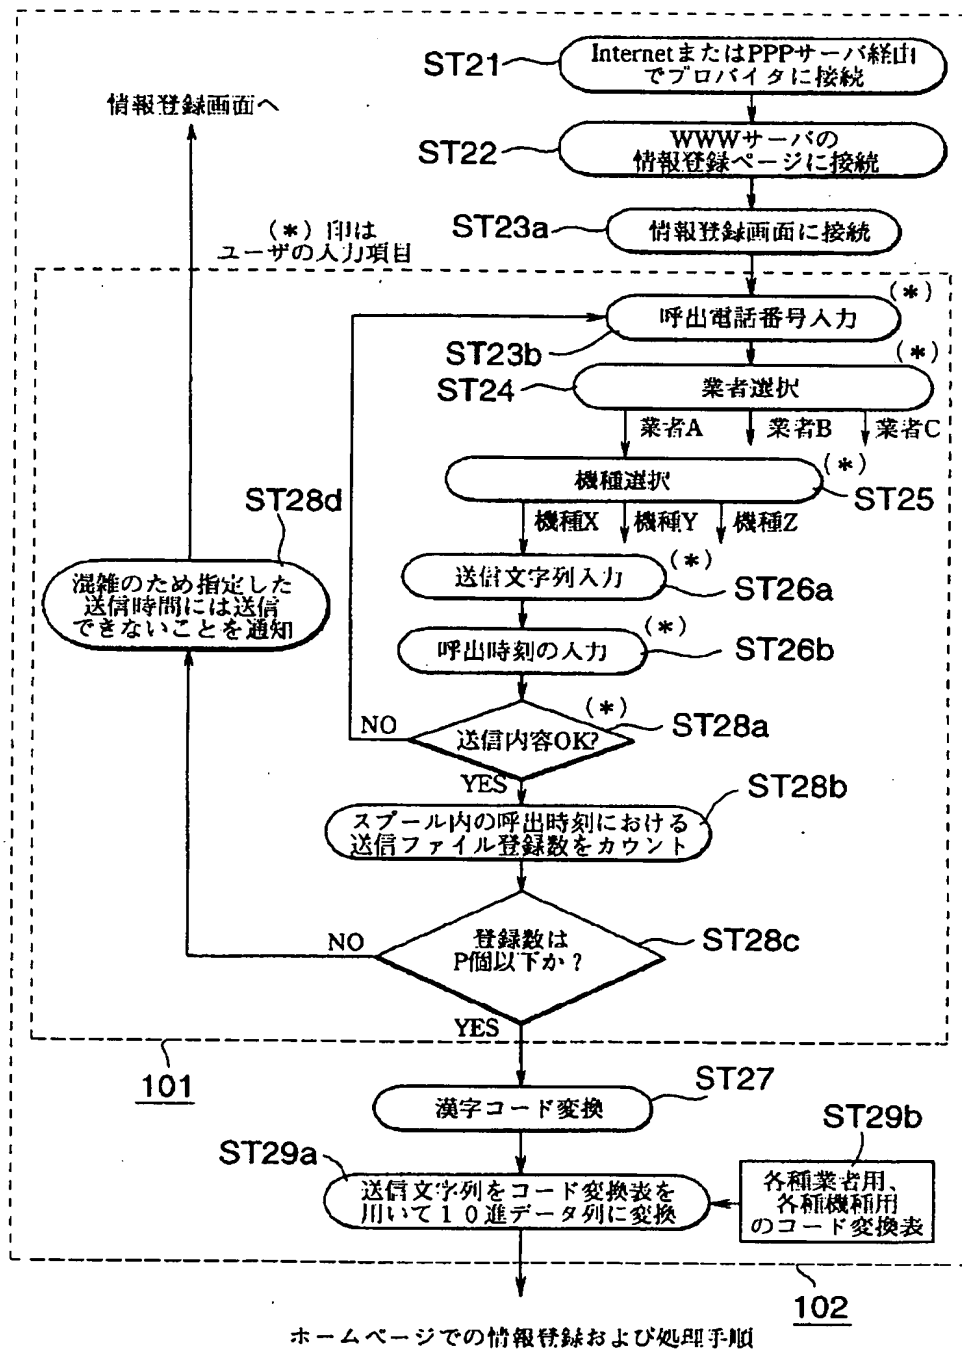 ST21
Internetまたは PPPサーバ経由
でプロバイダに接続
情報登録画面へ
ST22
WWWサーバの
情報登録ページに接続
ST23a
情報登録画面に接続
(*) 印は
ユーザの入力項目
(*)
呼出電話番号入力
ST23b
(*)
ST24
業者選択
業者A
業者B
業者C
(*)
機種選択
ST25
機種X
機種Y
機種Z
ST28d
混雑のため指定した
送信時間には送信
できないことを通知
(*)
送信文字列入力
ST26a
(*)
呼出時刻の入力
ST26b
(*)
NO
送信内容OK?
ST28a
YES
ST28b
スプール内の呼出時刻における
送信ファイル登録数をカウント
NO
登録数は
P個以下か?
ST28c
YES
101
ST27
漢字コード変換
ST29b
ST29a
送信文字列をコード変換表を
用いて10進データ列に変換
各種業者用、
各種機種用
のコード変換表
102
ホームページでの情報登録および処理手順